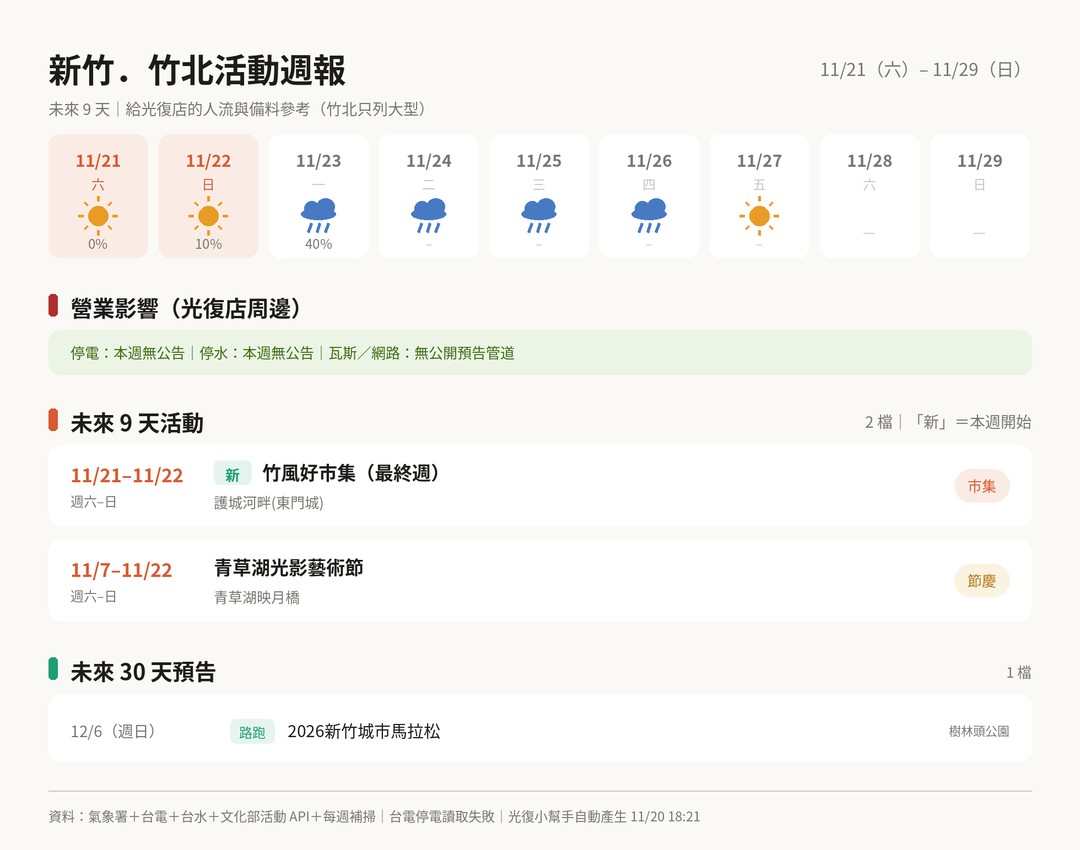 新竹．竹北活動週報
11/21（六）– 11/29（日）
未來 9 天｜給光復店的人流與備料參考（竹北只列大型）
11/21 11/22 11/23 11/24 11/25 11/26 11/27 11/28 11/29
六 日 一 二 三 四 五 六 日
0% 10% 40% – – – – — —
營業影響（光復店周邊）
停電：本週無公告｜停水：本週無公告｜瓦斯／網路：無公開預告管道
未來 9 天活動
2 檔｜「新」＝本週開始
11/21–11/22 新 竹風好市集（最終週）
週六–日 護城河畔(東門城)
市集
11/7–11/22 青草湖光影藝術節
週六–日 青草湖映月橋
節慶
未來 30 天預告
1 檔
12/6（週日） 路跑 2026新竹城市馬拉松 樹林頭公園
資料：氣象署＋台電＋台水＋文化部活動 API＋每週補掃｜台電停電讀取失敗｜光復小幫手自動產生 11/20 18:21